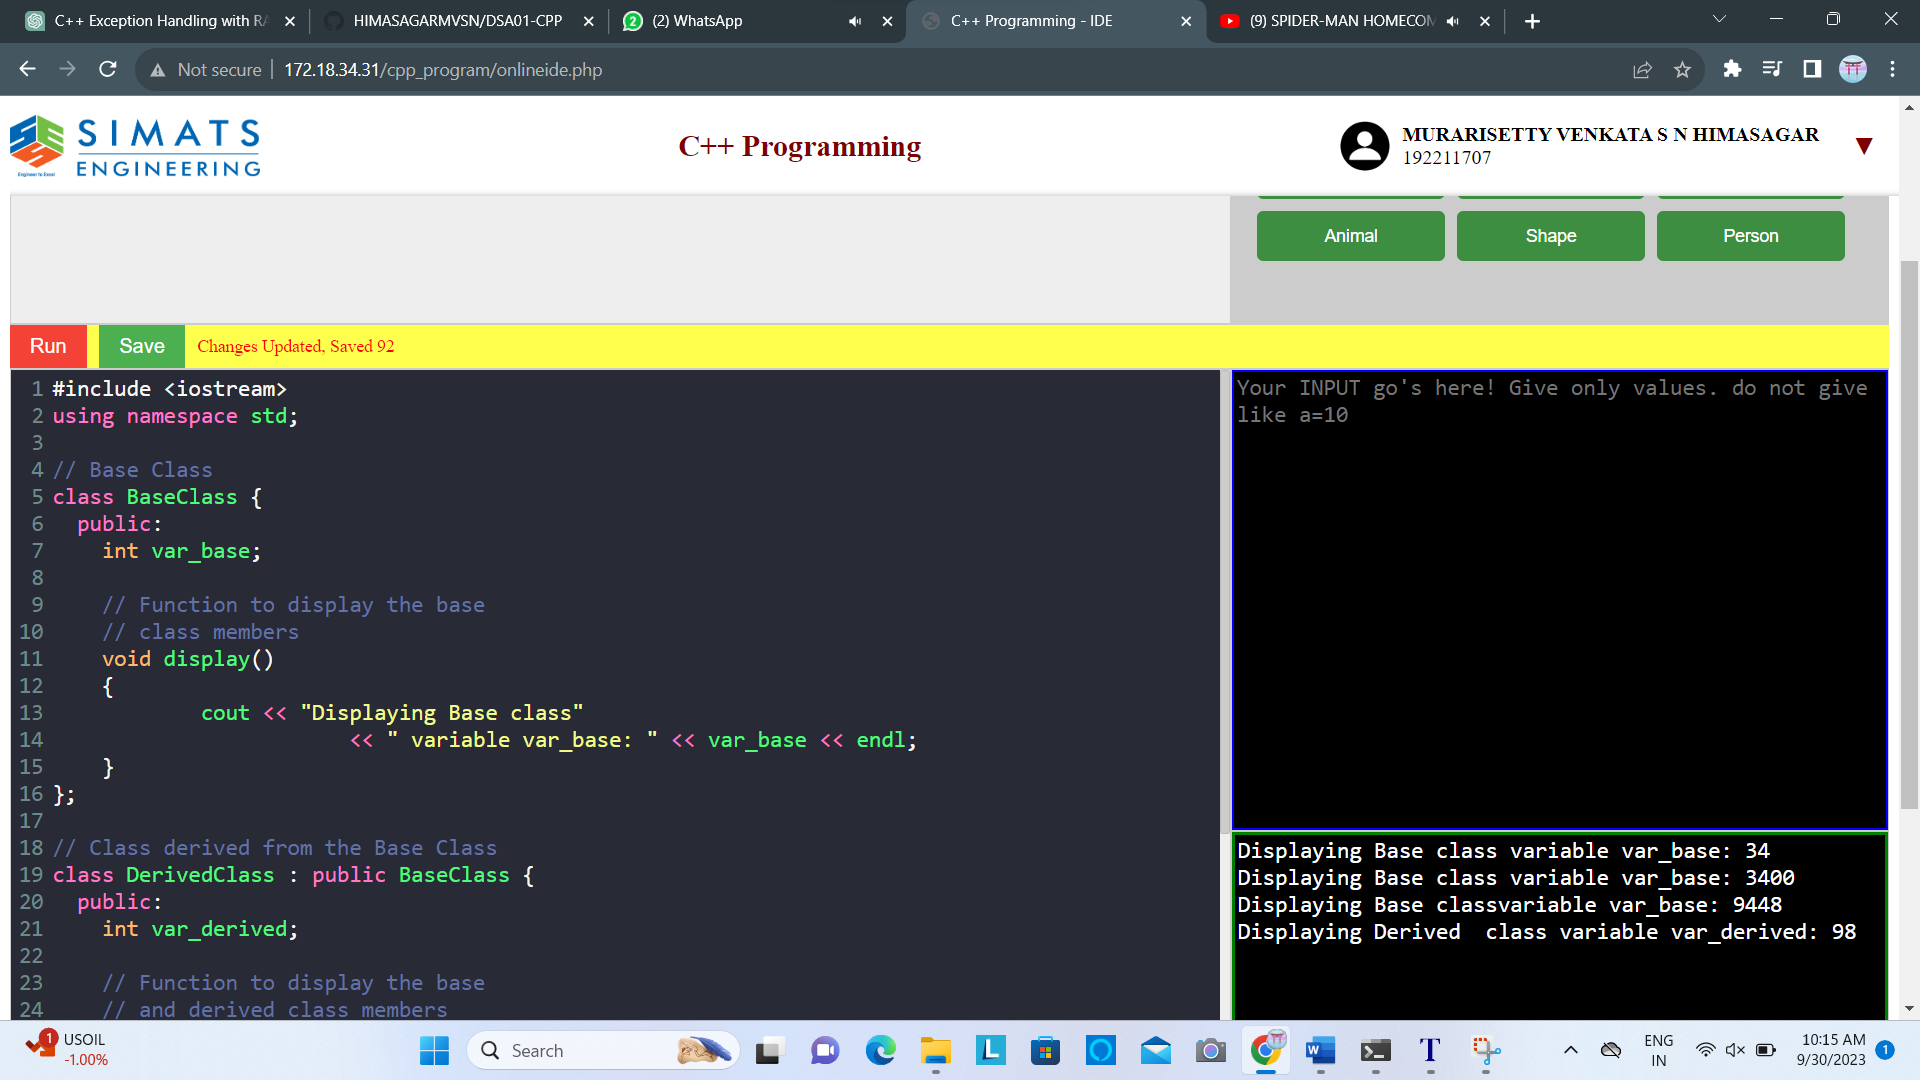 C++ Exception Handling with RA
HIMASAGARMVSN/DSA01-CPP
(2) WhatsApp
C++ Programming - IDE
(9) SPIDER-MAN HOMECOM
Not secure
172.18.34.31/cpp_program/onlineide.php
SIMATS
ENGINEERING
Engineer to Excel
C++ Programming
MURARISETTY VENKATA S N HIMASAGAR
192211707
Animal
Shape
Person
Run
Save
Changes Updated, Saved 92
1 #include <iostream>
2 using namespace std;
3
4 // Base Class
5 class BaseClass {
6 public:
7 int var_base;
8
9 // Function to display the base
10 // class members
11 void display()
12 {
13 cout << "Displaying Base class"
14 << " variable var_base: " << var_base << endl;
15 }
16 };
17
18 // Class derived from the Base Class
19 class DerivedClass : public BaseClass {
20 public:
21 int var_derived;
22
23 // Function to display the base
24 // and derived class members
Your INPUT go's here! Give only values. do not give
like a=10
Displaying Base class variable var_base: 34
Displaying Base class variable var_base: 3400
Displaying Base classvariable var_base: 9448
Displaying Derived  class variable var_derived: 98
1
USOIL
-1.00%
Search
ENG
IN
10:15 AM
9/30/2023
1